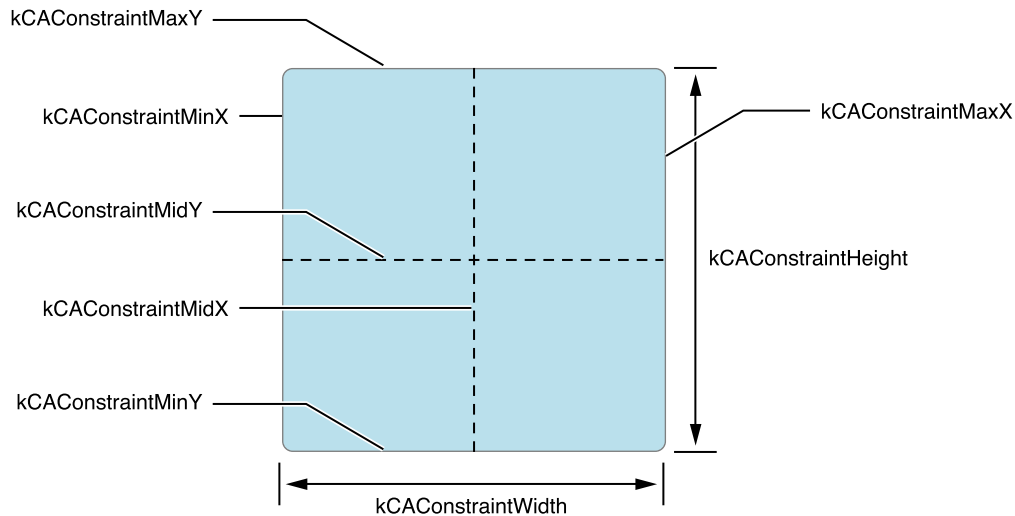 kCAConstraintMaxY
kCAConstraintMinX
kCAConstraintMaxX
kCAConstraintMidY
kCAConstraintHeight
kCAConstraintMidX
kCAConstraintMinY
kCAConstraintWidth